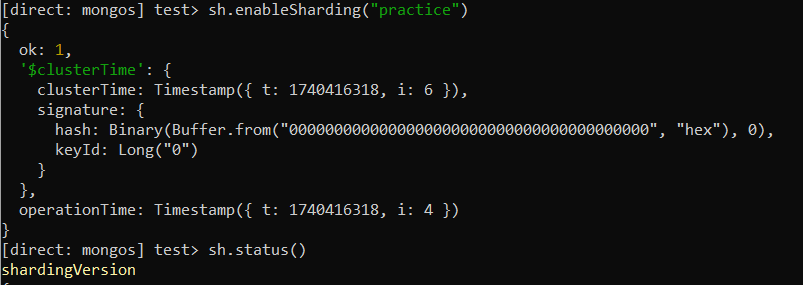 [direct: mongos] test> sh.enableSharding("practice")
{
  ok: 1,
  '$clusterTime': {
    clusterTime: Timestamp({ t: 1740416318, i: 6 }),
    signature: {
      hash: Binary(Buffer.from("0000000000000000000000000000000000000000", "hex"), 0),
      keyId: Long("0")
    }
  },
  operationTime: Timestamp({ t: 1740416318, i: 4 })
}
[direct: mongos] test> sh.status()
shardingVersion